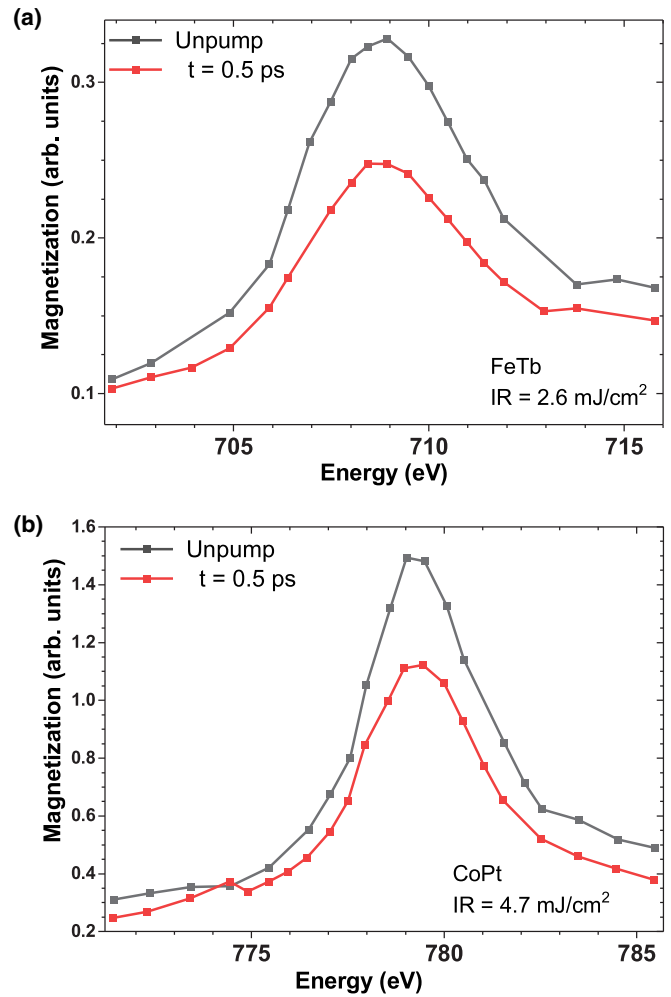 (a)
Unpump
t = 0.5 ps
0.3
0.2
0.1
Magnetization (arb. units)
FeTb
IR = 2.6 mJ/cm²
705
710
715
Energy (eV)
(b)
Unpump
t = 0.5 ps
1.6
1.4
1.2
1.0
0.8
0.6
0.4
0.2
Magnetization (arb. units)
CoPt
IR = 4.7 mJ/cm²
775
780
785
Energy (eV)